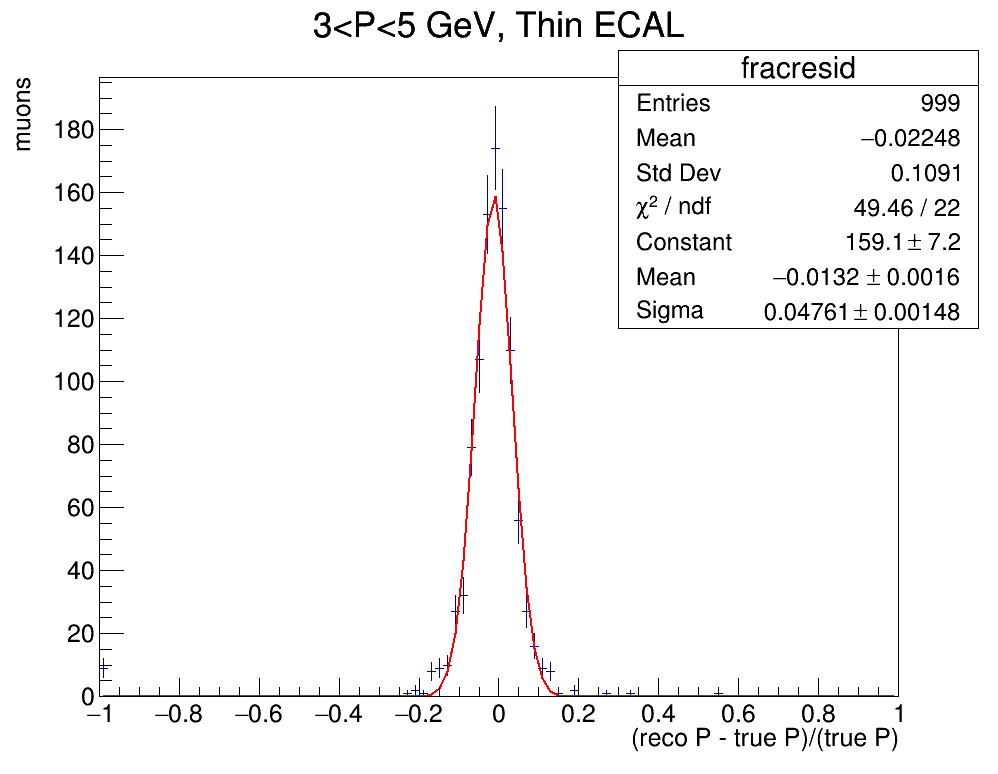 3<P<5 GeV, Thin ECAL
fracresid
Entries 999
Mean −0.02248
Std Dev 0.1091
χ² / ndf 49.46 / 22
Constant 159.1 ± 7.2
Mean −0.0132 ± 0.0016
Sigma 0.04761 ± 0.00148
muons
180
160
140
120
100
80
60
40
20
0
−1 −0.8 −0.6 −0.4 −0.2 0 0.2 0.4 0.6 0.8 1
(reco P - true P)/(true P)